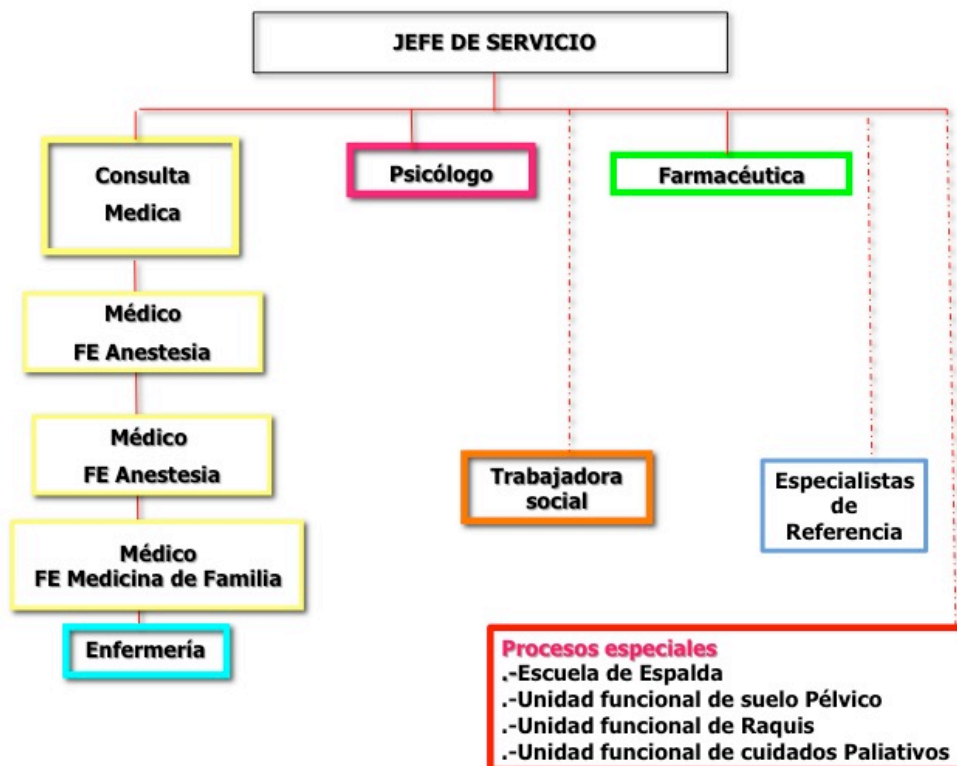 JEFE DE SERVICIO
Consulta
Medica
Psicólogo
Farmacéutica
Médico
FE Anestesia
Médico
FE Anestesia
Trabajadora
social
Especialistas
de
Referencia
Médico
FE Medicina de Familia
Enfermería
Procesos especiales
.-Escuela de Espalda
.-Unidad funcional de suelo Pélvico
.-Unidad funcional de Raquis
.-Unidad funcional de cuidados Paliativos